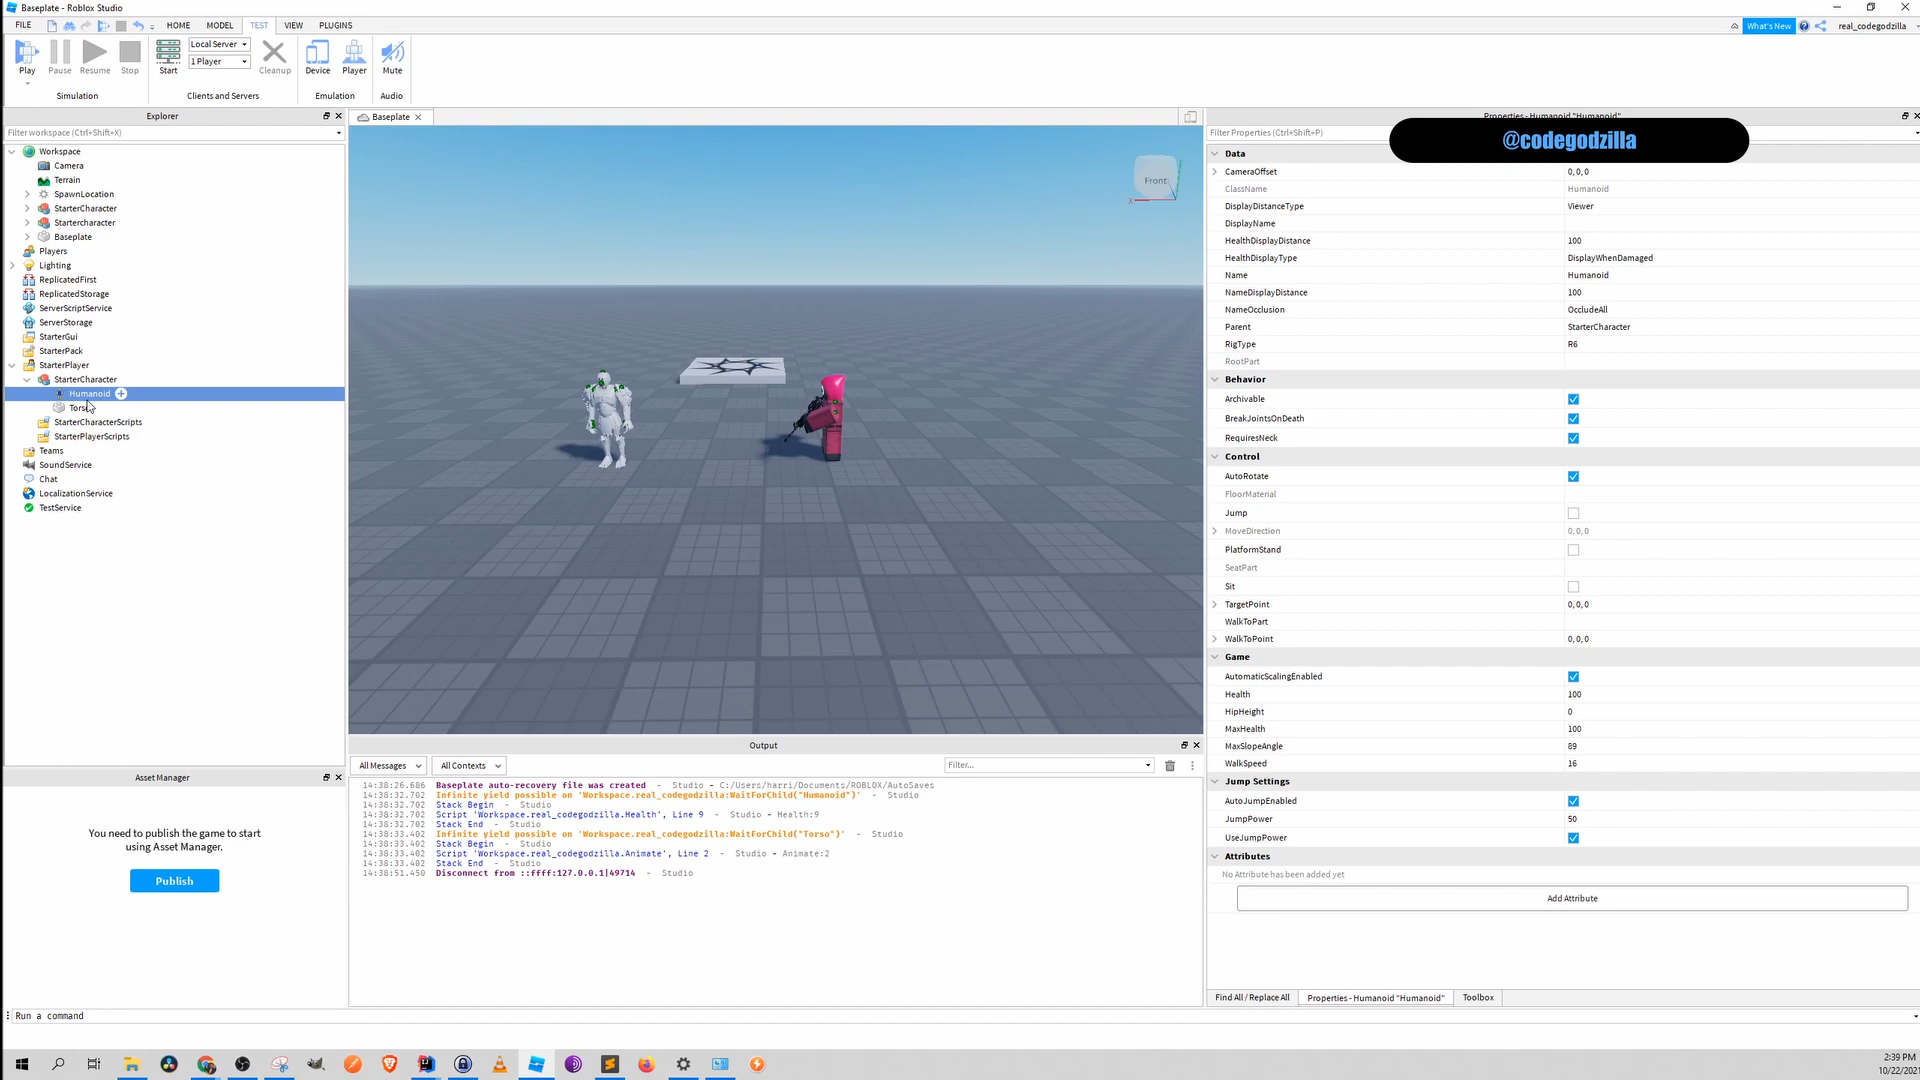 Baseplate - Roblox Studio
FILE HOME MODEL TEST VIEW PLUGINS
What's New real_codegodzilla
Play Pause Resume Stop
Simulation
Start Local Server 1 Player Cleanup
Clients and Servers
Device Player
Emulation
Mute
Audio
Explorer
Filter workspace (Ctrl+Shift+X)
Workspace
Camera
Terrain
SpawnLocation
StarterCharacter
Startercharacter
Baseplate
Players
Lighting
ReplicatedFirst
ReplicatedStorage
ServerScriptService
ServerStorage
StarterGui
StarterPack
StarterPlayer
StarterCharacter
Humanoid
StarterCharacterScripts
StarterPlayerScripts
Teams
SoundService
Chat
LocalizationService
TestService
Asset Manager
You need to publish the game to start
using Asset Manager.
Publish
Baseplate
Front
X
Output
All Messages All Contexts Filter...
14:38:26.686 Baseplate auto-recovery file was created - Studio - C:/Users/harri/Documents/ROBLOX/AutoSaves
14:38:32.702 Infinite yield possible on 'Workspace.real_codegodzilla:WaitForChild("Humanoid")' - Studio
14:38:32.702 Stack Begin - Studio
14:38:32.702 Script 'Workspace.real_codegodzilla.Health', Line 9 - Studio - Health:9
14:38:32.702 Stack End - Studio
14:38:33.402 Infinite yield possible on 'Workspace.real_codegodzilla:WaitForChild("Torso")' - Studio
14:38:33.402 Stack Begin - Studio
14:38:33.402 Script 'Workspace.real_codegodzilla.Animate', Line 2 - Studio - Animate:2
14:38:33.402 Stack End - Studio
14:38:51.450 Disconnect from ::ffff:127.0.0.1|49714 - Studio
Properties - Humanoid "Humanoid"
Filter Properties (Ctrl+Shift+P)
@codegodzilla
Data
CameraOffset 0, 0, 0
ClassName Humanoid
DisplayDistanceType Viewer
DisplayName
HealthDisplayDistance 100
HealthDisplayType DisplayWhenDamaged
Name Humanoid
NameDisplayDistance 100
NameOcclusion OccludeAll
Parent StarterCharacter
RigType R6
RootPart
Behavior
Archivable
BreakJointsOnDeath
RequiresNeck
Control
AutoRotate
FloorMaterial
Jump
MoveDirection 0, 0, 0
PlatformStand
SeatPart
Sit
TargetPoint 0, 0, 0
WalkToPart
WalkToPoint 0, 0, 0
Game
AutomaticScalingEnabled
Health 100
HipHeight 0
MaxHealth 100
MaxSlopeAngle 89
WalkSpeed 16
Jump Settings
AutoJumpEnabled
JumpPower 50
UseJumpPower
Attributes
No Attribute has been added yet
Add Attribute
Find All / Replace All Properties - Humanoid "Humanoid" Toolbox
Run a command
2:39 PM